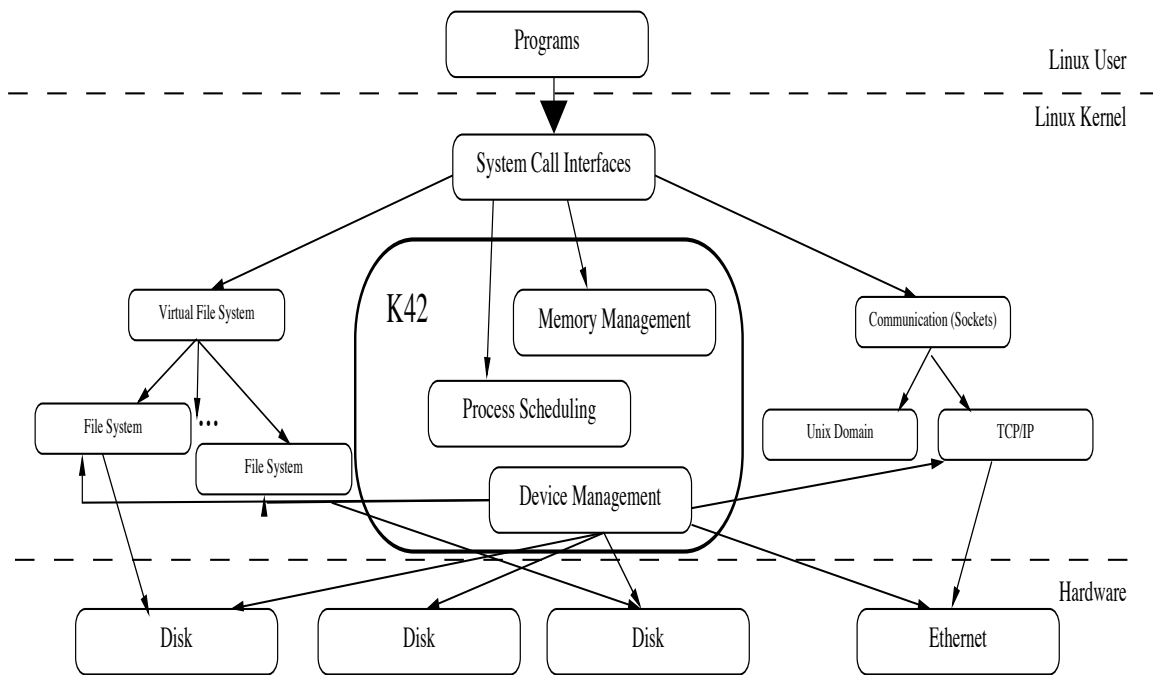 Programs
Linux User
Linux Kernel
System Call Interfaces
K42
Virtual File System
Memory Management
Communication (Sockets)
Process Scheduling
File System
...
Unix Domain
TCP/IP
File System
Device Management
Hardware
Disk
Disk
Disk
Ethernet